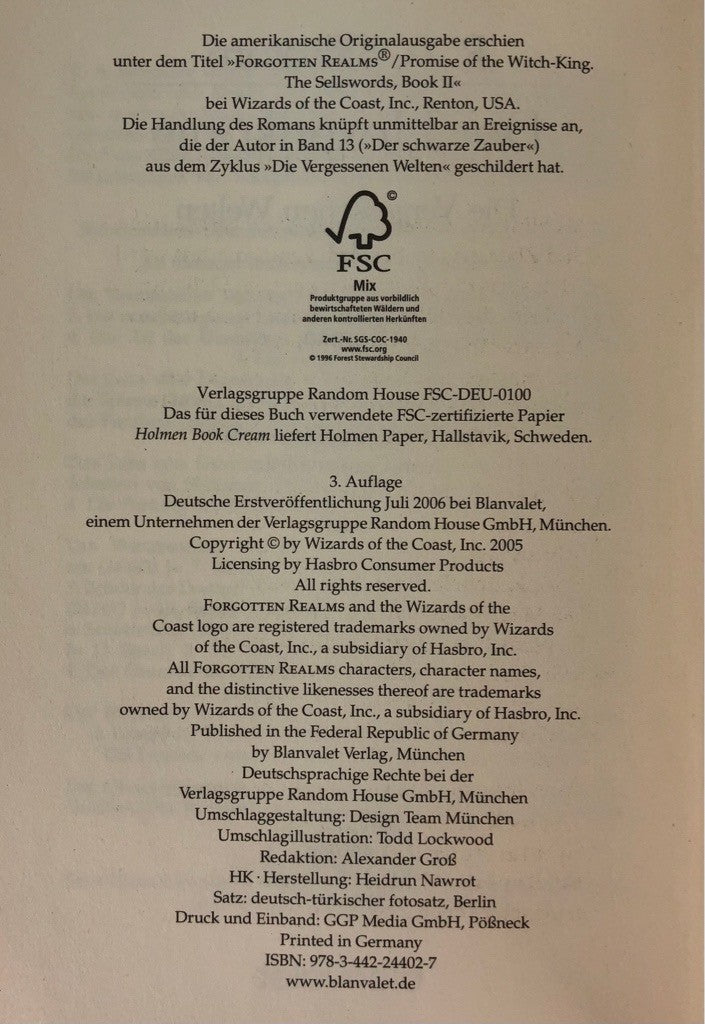 Die amerikanische Originalausgabe erschien
unter dem Titel »FORGOTTEN REALMS®/Promise of the Witch-King.
The Sellswords, Book II«
bei Wizards of the Coast, Inc., Renton, USA.
Die Handlung des Romans knüpft unmittelbar an Ereignisse an,
die der Autor in Band 13 (»Der schwarze Zauber«)
aus dem Zyklus »Die Vergessenen Welten« geschildert hat.
©
FSC
Mix
Produktgruppe aus vorbildlich
bewirtschafteten Wäldern und
anderen kontrollierten Herkünften
Zert.-Nr. SGS-COC-1940
www.fsc.org
© 1996 Forest Stewardship Council
Verlagsgruppe Random House FSC-DEU-0100
Das für dieses Buch verwendete FSC-zertifizierte Papier
Holmen Book Cream liefert Holmen Paper, Hallstavik, Schweden.
3. Auflage
Deutsche Erstveröffentlichung Juli 2006 bei Blanvalet,
einem Unternehmen der Verlagsgruppe Random House GmbH, München.
Copyright © by Wizards of the Coast, Inc. 2005
Licensing by Hasbro Consumer Products
All rights reserved.
FORGOTTEN REALMS and the Wizards of the
Coast logo are registered trademarks owned by Wizards
of the Coast, Inc., a subsidiary of Hasbro, Inc.
All FORGOTTEN REALMS characters, character names,
and the distinctive likenesses thereof are trademarks
owned by Wizards of the Coast, Inc., a subsidiary of Hasbro, Inc.
Published in the Federal Republic of Germany
by Blanvalet Verlag, München
Deutschsprachige Rechte bei der
Verlagsgruppe Random House GmbH, München
Umschlaggestaltung: Design Team München
Umschlagillustration: Todd Lockwood
Redaktion: Alexander Groß
HK · Herstellung: Heidrun Nawrot
Satz: deutsch-türkischer fotosatz, Berlin
Druck und Einband: GGP Media GmbH, Pößneck
Printed in Germany
ISBN: 978-3-442-24402-7
www.blanvalet.de